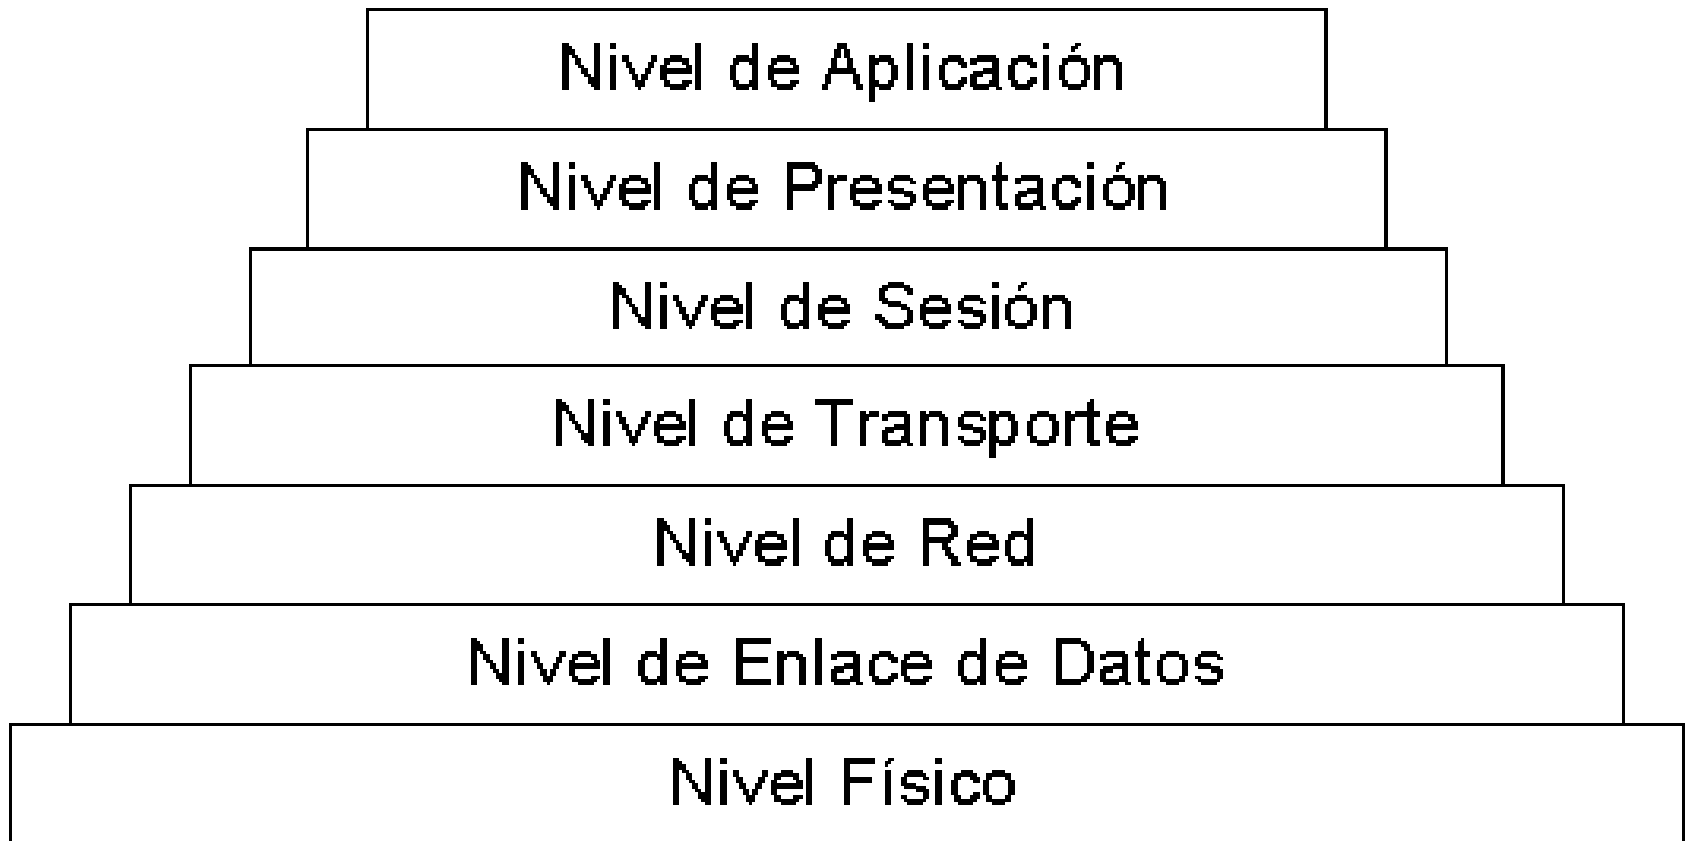 Nivel de Aplicación
Nivel de Presentación
Nivel de Sesión
Nivel de Transporte
Nivel de Red
Nivel de Enlace de Datos
Nivel Físico